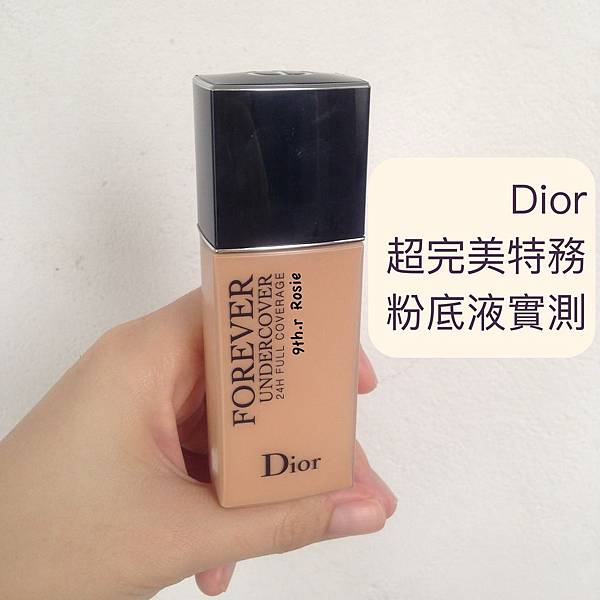 Dior
超完美特務
粉底液實測
FOREVER
UNDERCOVER
24H FULL COVERAGE
9th.r Rosie
Dior